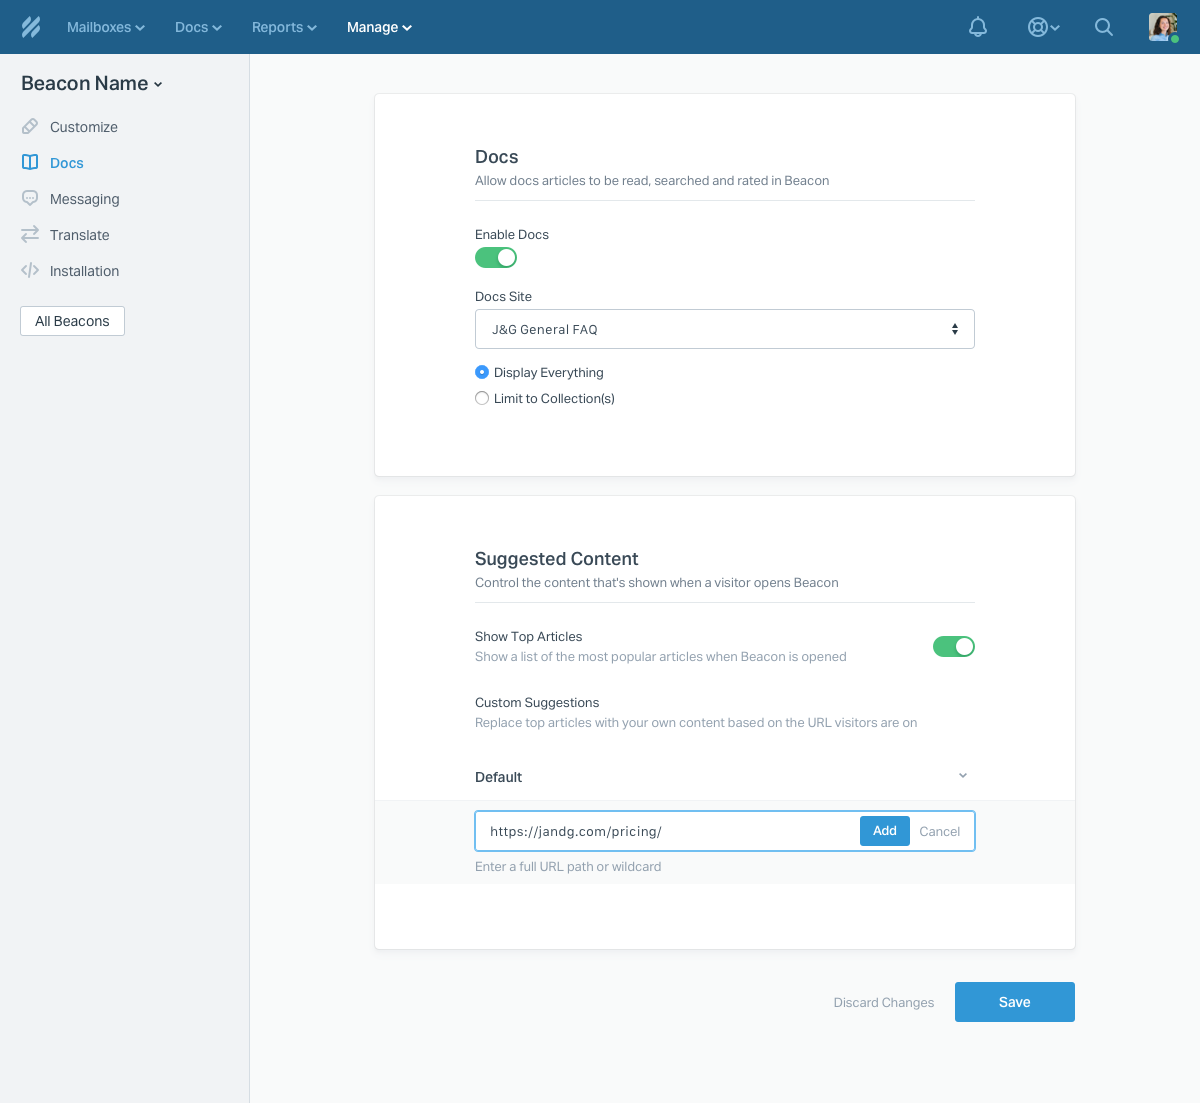 Mailboxes
Docs
Reports
Manage
Beacon Name
Customize
Docs
Messaging
Translate
Installation
All Beacons
Docs
Allow docs articles to be read, searched and rated in Beacon
Enable Docs
Docs Site
J&G General FAQ
Display Everything
Limit to Collection(s)
Suggested Content
Control the content that's shown when a visitor opens Beacon
Show Top Articles
Show a list of the most popular articles when Beacon is opened
Custom Suggestions
Replace top articles with your own content based on the URL visitors are on
Default
https://jandg.com/pricing/
Add
Cancel
Enter a full URL path or wildcard
Discard Changes
Save